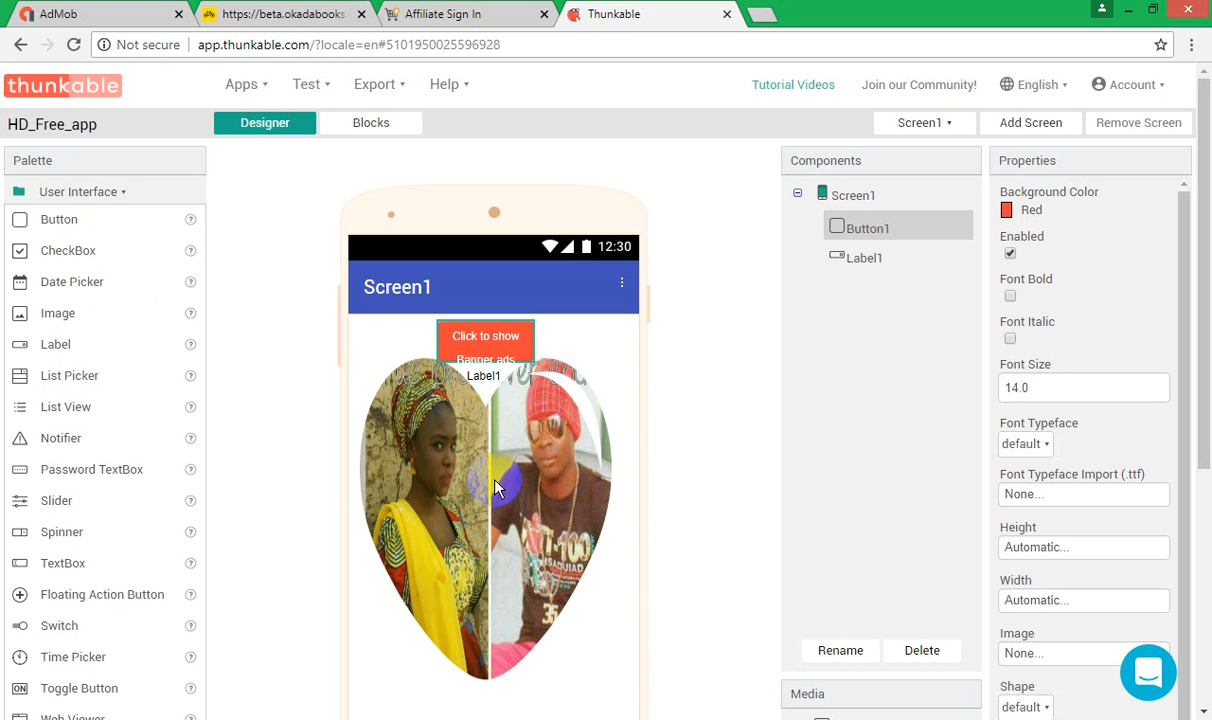 AdMob
https://beta.okadabooks
Affiliate Sign In
Thunkable
Not secure
app.thunkable.com/?locale=en#5101950025596928
thunkable
Apps
Test
Export
Help
Tutorial Videos
Join our Community!
English
Account
HD_Free_app
Designer
Blocks
Screen1
Add Screen
Remove Screen
Palette
User Interface
Button
CheckBox
Date Picker
Image
Label
List Picker
List View
Notifier
Password TextBox
Slider
Spinner
TextBox
Floating Action Button
Switch
Time Picker
ON
Toggle Button
Web Viewer
12:30
Screen1
Click to show
Banner ads
Label1
35
Components
Screen1
Button1
Label1
Rename
Delete
Media
Properties
Background Color
Red
Enabled
Font Bold
Font Italic
Font Size
14.0
Font Typeface
default
Font Typeface Import (.ttf)
None...
Height
Automatic...
Width
Automatic...
Image
None...
Shape
default